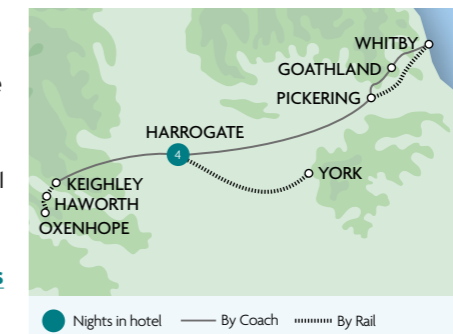 WHITBY
GOATHLAND
PICKERING
HARROGATE
4
YORK
KEIGHLEY
HAWORTH
OXENHOPE
Nights in hotel By Coach By Rail